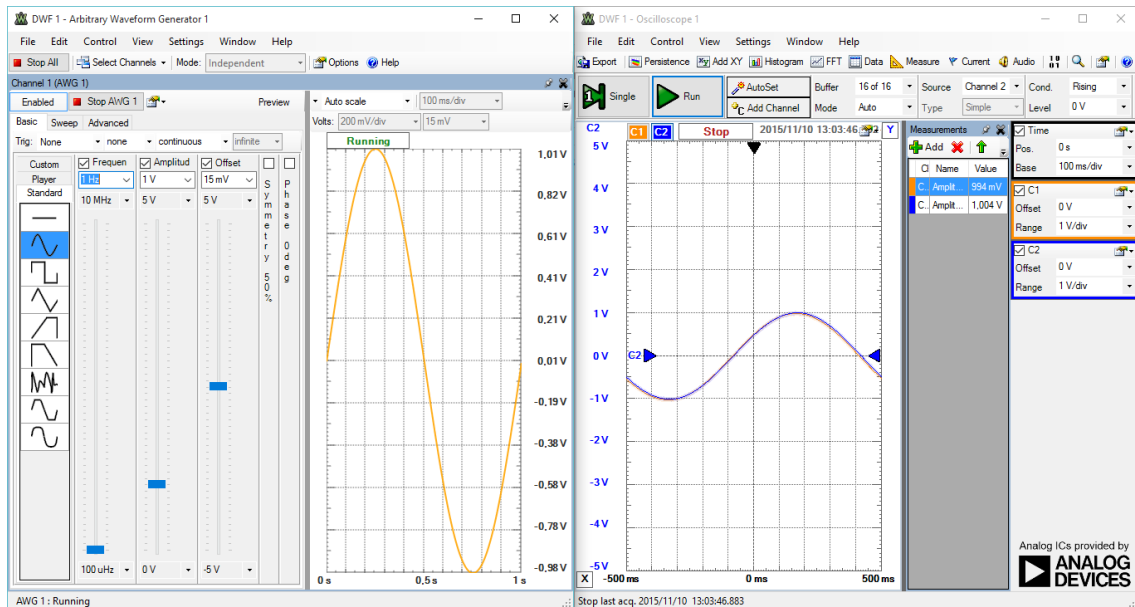 DWF 1 - Arbitrary Waveform Generator 1
File Edit Control View Settings Window Help
Stop All Select Channels Mode: Independent Options Help
Channel 1 (AWG 1)
Enabled Stop AWG 1 Preview
Basic Sweep Advanced
Trig: None none continuous infinite
Custom
Player
Standard
Frequen Amplitud Offset
1 Hz 1 V 15 mV
10 MHz 5 V 5 V
100 uHz 0 V -5 V
Symmetry 50%
Phase 0 deg
Auto scale 100 ms/div
Volts: 200 mV/div 15 mV
Running
1,01 V
0,82 V
0,61 V
0,41 V
0,21 V
0,01 V
-0,19 V
-0,38 V
-0,58 V
-0,78 V
-0,98 V
0 s 0,5 s 1 s
AWG 1 : Running
DWF 1 - Oscilloscope 1
File Edit Control View Settings Window Help
Export Persistence Add XY Histogram FFT Data Measure Current Audio
Single Run AutoSet Buffer 16 of 16 Source Channel 2 Cond. Rising
Add Channel Mode Auto Type Simple Level 0 V
C2 C1 C2 Stop 2015/11/10 13:03:46 Y
5 V
4 V
3 V
2 V
1 V
0 V C2
-1 V
-2 V
-3 V
-4 V
-5 V
X -500 ms 0 ms 500 ms
Measurements
Add
Cl Name Value
C.. Amplit... 994 mV
C.. Amplit... 1,004 V
Time
Pos. 0 s
Base 100 ms/div
C1
Offset 0 V
Range 1 V/div
C2
Offset 0 V
Range 1 V/div
Analog ICs provided by
ANALOG
DEVICES
Stop last acq. 2015/11/10 13:03:46.883